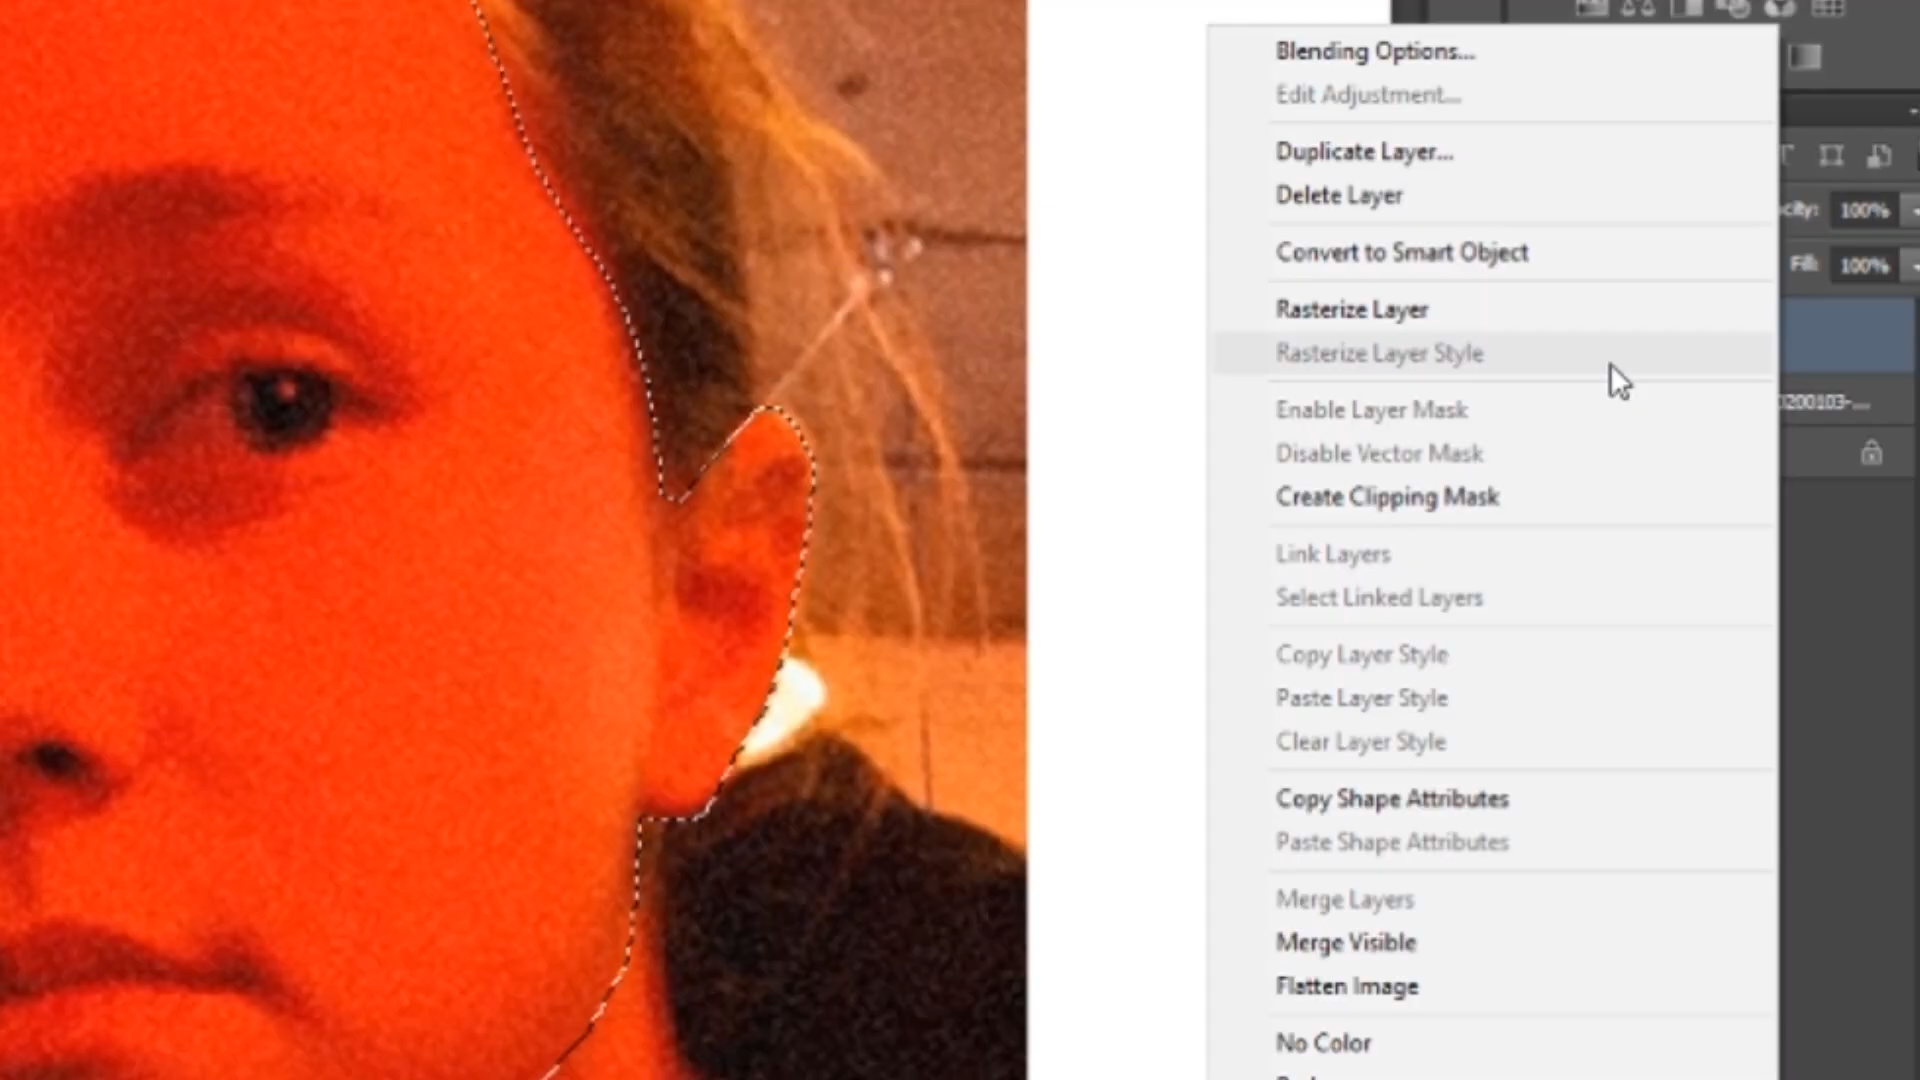 Blending Options...
Edit Adjustment...
Duplicate Layer...
Delete Layer
Convert to Smart Object
Rasterize Layer
Rasterize Layer Style
Enable Layer Mask
Disable Vector Mask
Create Clipping Mask
Link Layers
Select Linked Layers
Copy Layer Style
Paste Layer Style
Clear Layer Style
Copy Shape Attributes
Paste Shape Attributes
Merge Layers
Merge Visible
Flatten Image
No Color
city: 100%
Fill: 100%
0200103-...